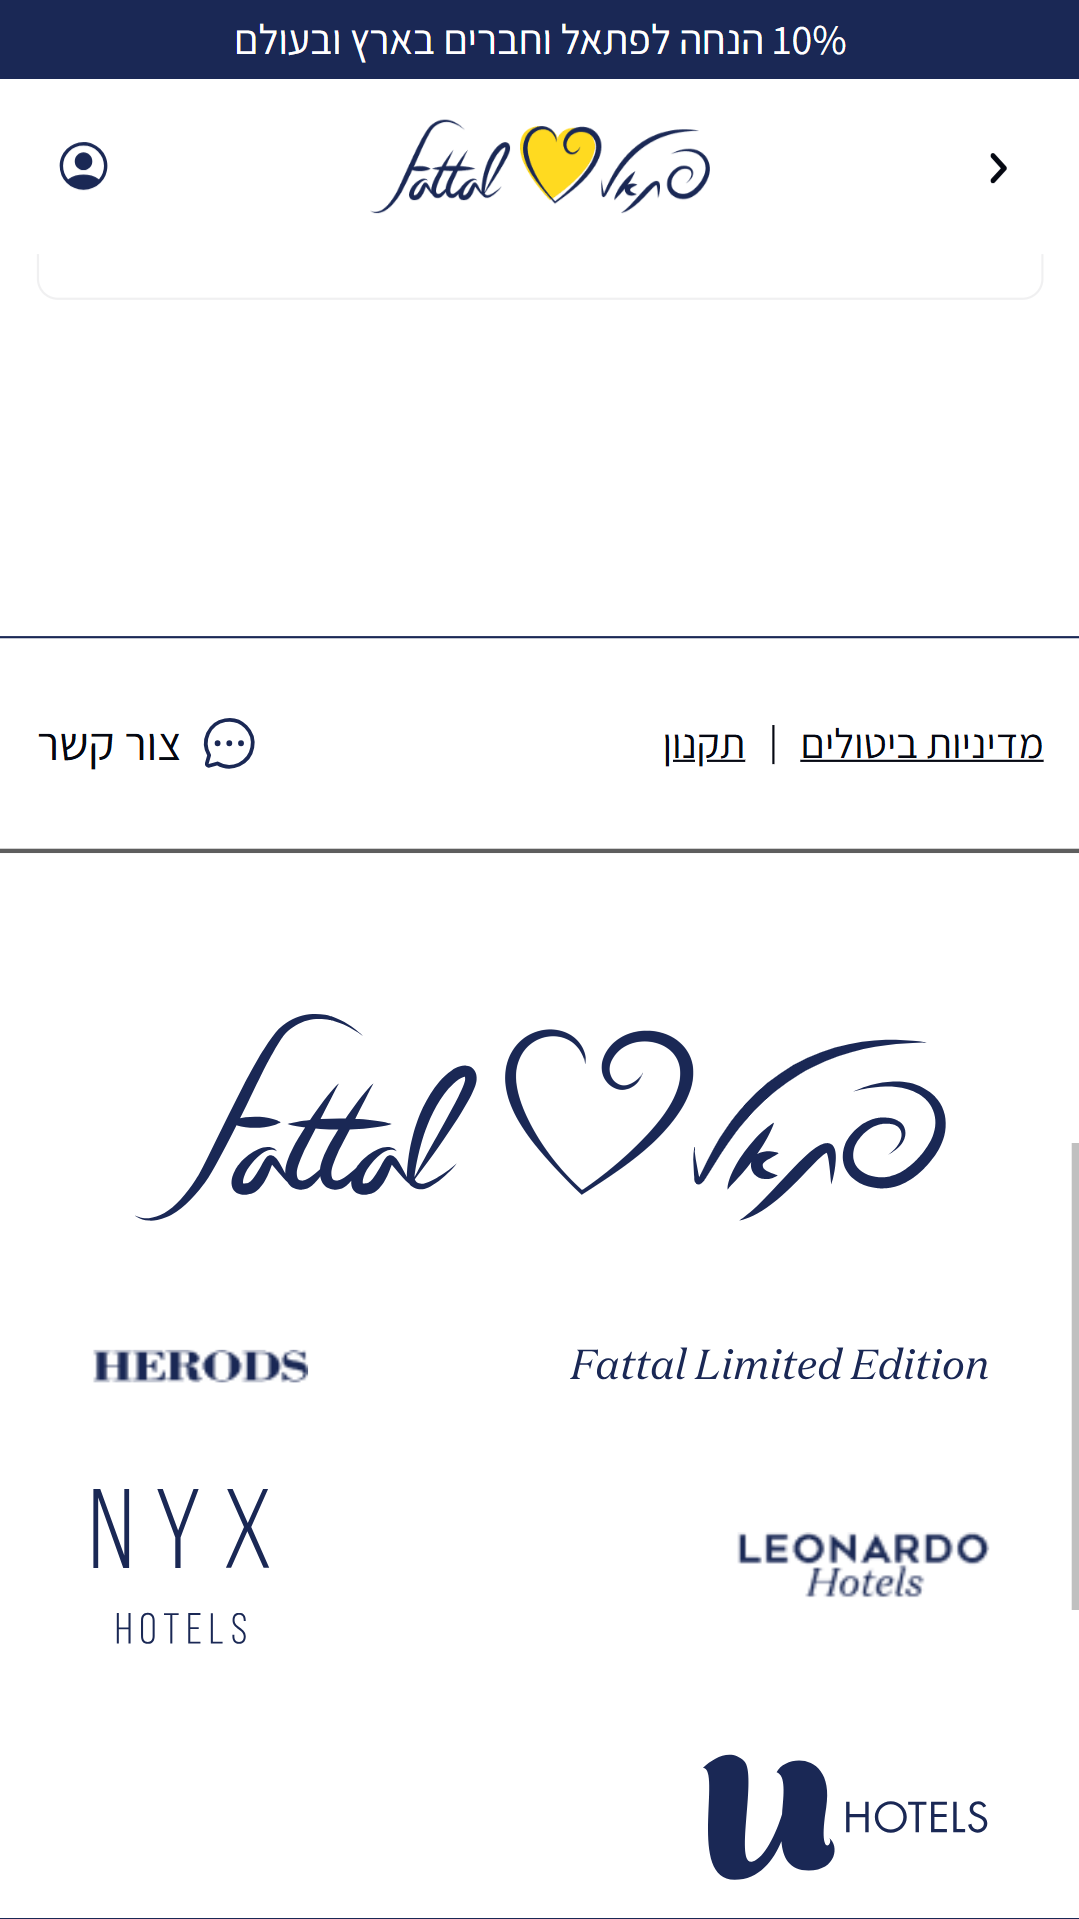 10% הנחה לפתאל וחברים בארץ ובעולם
Fattal פתאל
מדיניות ביטולים | תקנון
צור קשר
Fattal פתאל
HERODS
Fattal Limited Edition
NYX
HOTELS
LEONARDO
Hotels
u HOTELS